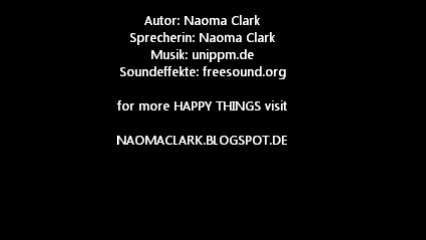 Autor: Naoma Clark
Sprecherin: Naoma Clark
Musik: unippm.de
Soundeffekte: freesound.org
for more HAPPY THINGS visit
NAOMACLARK.BLOGSPOT.DE